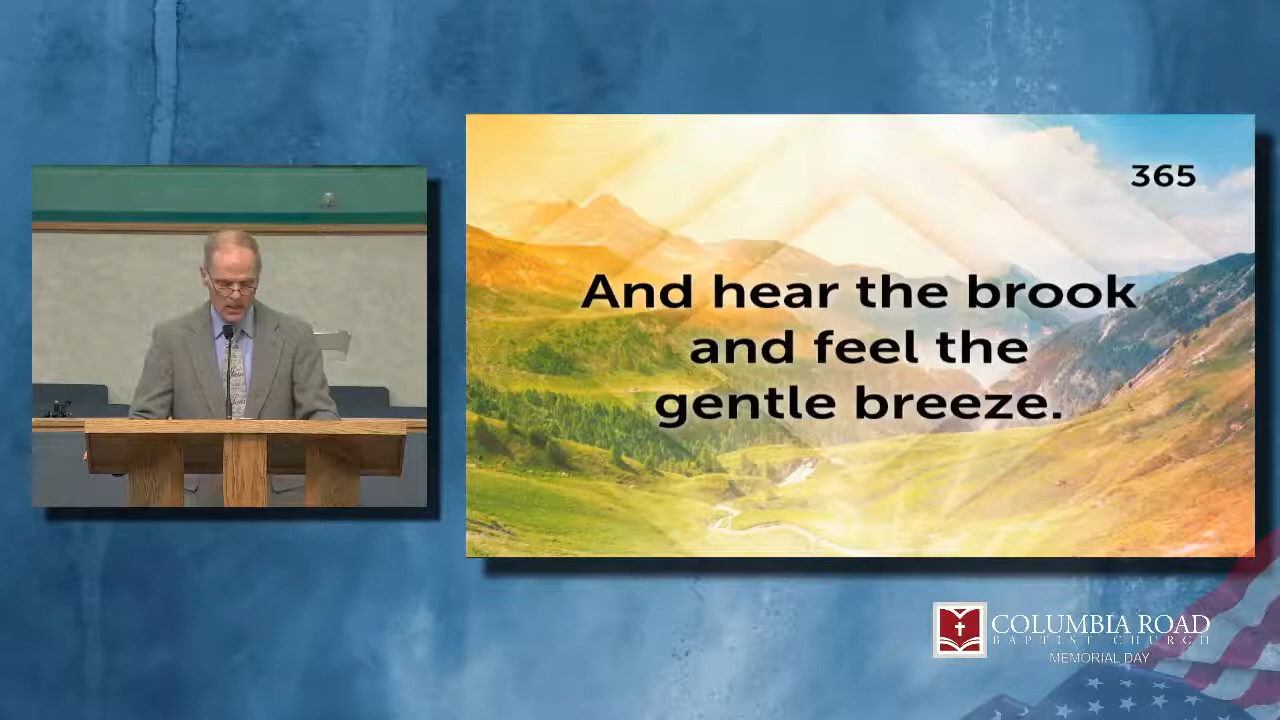 365
And hear the brook
and feel the
gentle breeze.
COLUMBIA ROAD
BAPTIST CHURCH
MEMORIAL DAY